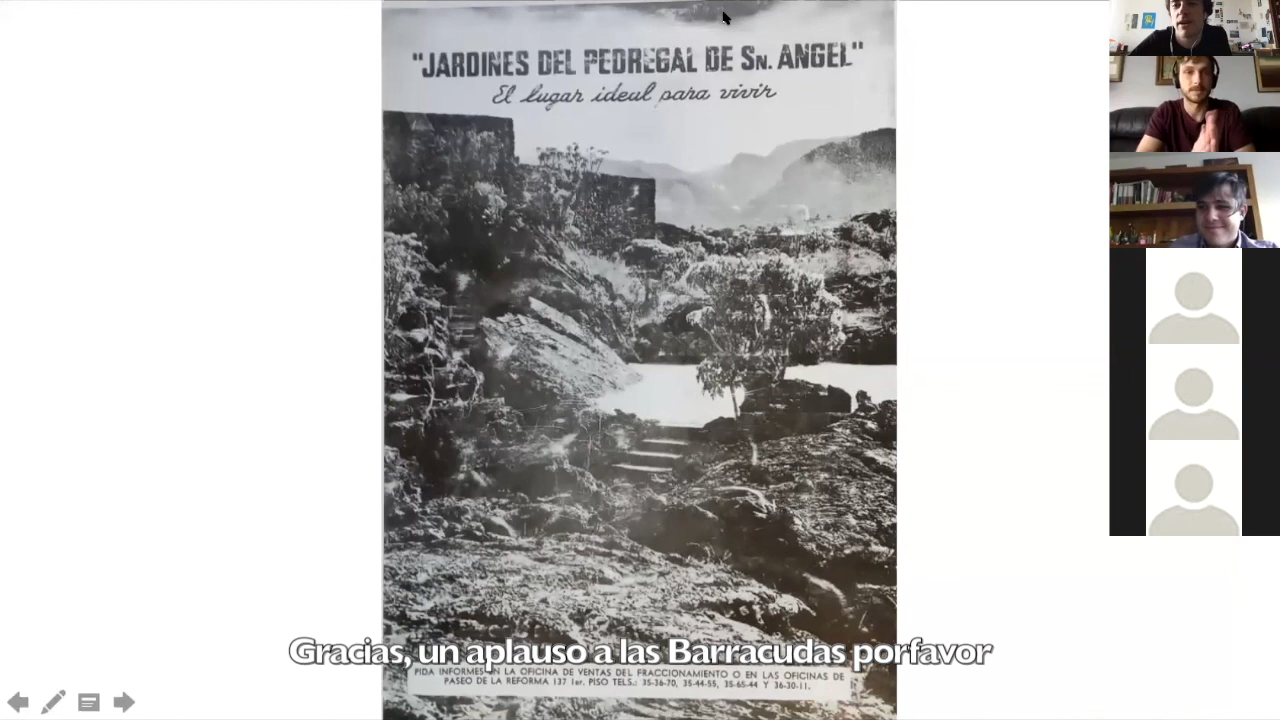 "JARDINES DEL PEDREGAL DE SN. ANGEL"
El lugar ideal para vivir
Gracias, un aplauso a las Barracudas porfavor
PIDA INFORMES EN LA OFICINA DE VENTAS DEL FRACCIONAMIENTO O EN LAS OFICINAS DE
PASEO DE LA REFORMA 137 1er. PISO TELS.: 35-36-70, 35-44-55, 35-65-44 Y 36-30-11.